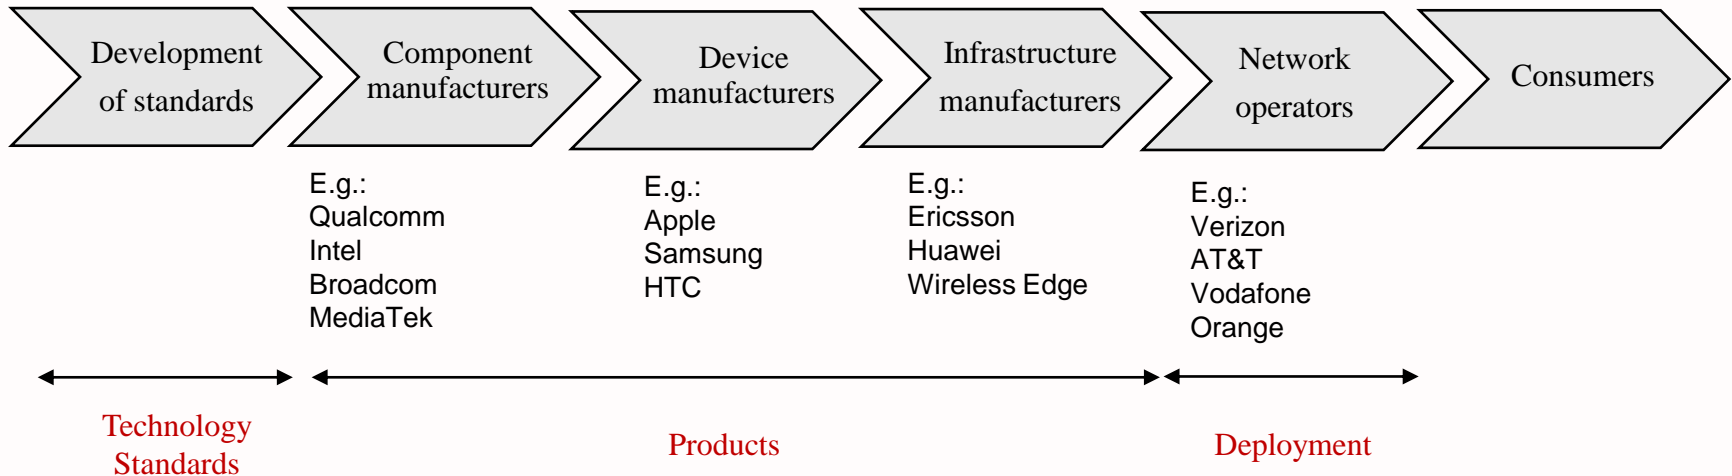 Development
of standards
Component
manufacturers
Device
manufacturers
Infrastructure
manufacturers
Network
operators
Consumers
E.g.:
Qualcomm
Intel
Broadcom
MediaTek
E.g.:
Apple
Samsung
HTC
E.g.:
Ericsson
Huawei
Wireless Edge
E.g.:
Verizon
AT&T
Vodafone
Orange
Technology
Standards
Products
Deployment